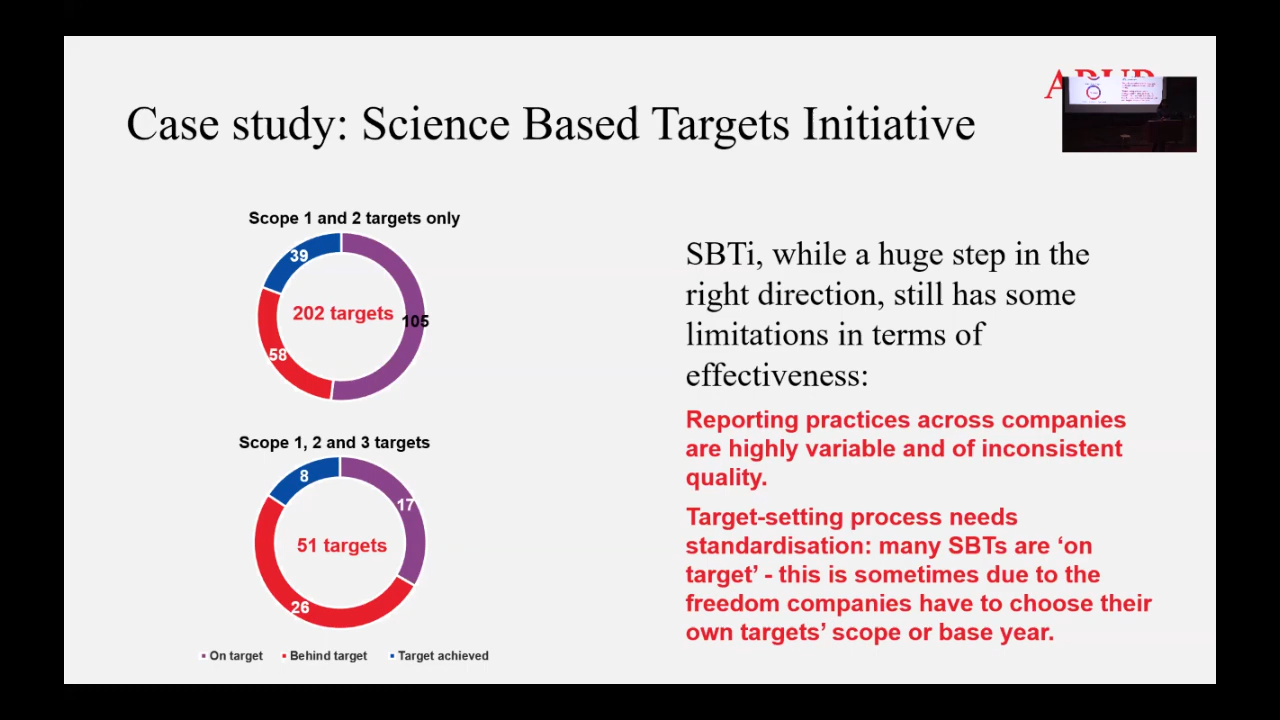 Case study: Science Based Targets Initiative
Scope 1 and 2 targets only
39
202 targets
105
58
Scope 1, 2 and 3 targets
8
17
51 targets
26
On target
Behind target
Target achieved
SBTi, while a huge step in the
right direction, still has some
limitations in terms of
effectiveness:
Reporting practices across companies
are highly variable and of inconsistent
quality.
Target-setting process needs
standardisation: many SBTs are ‘on
target’ - this is sometimes due to the
freedom companies have to choose their
own targets’ scope or base year.